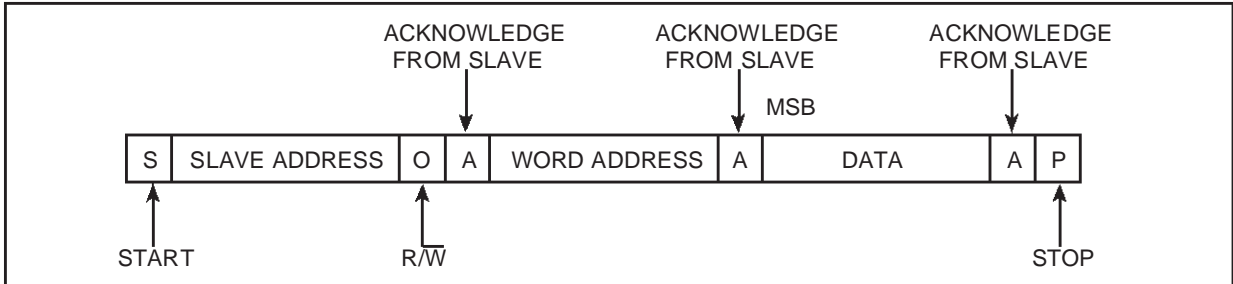 ACKNOWLEDGE ACKNOWLEDGE ACKNOWLEDGE
FROM SLAVE FROM SLAVE FROM SLAVE
MSB
S SLAVE ADDRESS O A WORD ADDRESS A DATA A P
START R/W̅ STOP